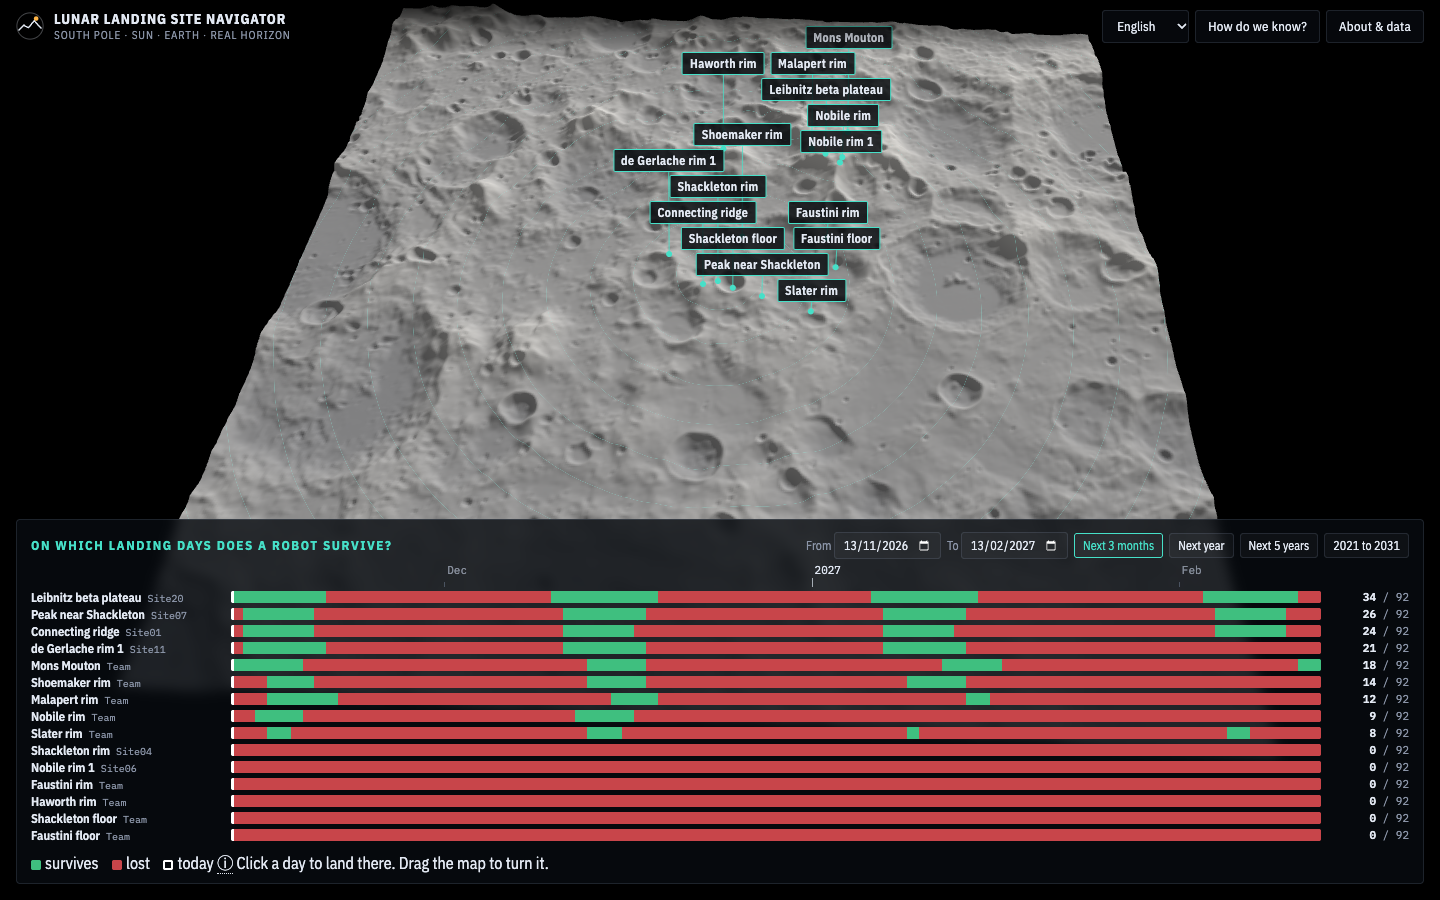 LUNAR LANDING SITE NAVIGATOR
SOUTH POLE · SUN · EARTH · REAL HORIZON
English
How do we know?
About & data
Mons Mouton
Haworth rim
Malapert rim
Leibnitz beta plateau
Nobile rim
Shoemaker rim
Nobile rim 1
de Gerlache rim 1
Shackleton rim
Connecting ridge
Faustini rim
Shackleton floor
Faustini floor
Peak near Shackleton
Slater rim
ON WHICH LANDING DAYS DOES A ROBOT SURVIVE?
From 13/11/2026 To 13/02/2027 Next 3 months Next year Next 5 years 2021 to 2031
Dec 2027 Feb
Leibnitz beta plateau Site20 34 / 92
Peak near Shackleton Site07 26 / 92
Connecting ridge Site01 24 / 92
de Gerlache rim 1 Site11 21 / 92
Mons Mouton Team 18 / 92
Shoemaker rim Team 14 / 92
Malapert rim Team 12 / 92
Nobile rim Team 9 / 92
Slater rim Team 8 / 92
Shackleton rim Site04 0 / 92
Nobile rim 1 Site06 0 / 92
Faustini rim Team 0 / 92
Haworth rim Team 0 / 92
Shackleton floor Team 0 / 92
Faustini floor Team 0 / 92
survives lost today ⓘ Click a day to land there. Drag the map to turn it.